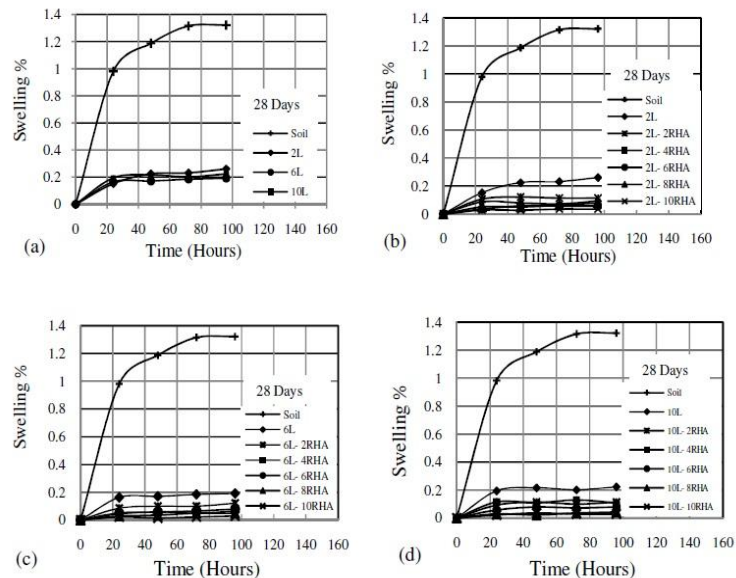 1.4
1.2
1
0.8
0.6
0.4
0.2
0
Swelling %
28 Days
Soil
2L
6L
10L
0 20 40 60 80 100 120 140 160
(a)
Time (Hours)
1.4
1.2
1
0.8
0.6
0.4
0.2
0
Swelling %
28 Days
Soil
2L
2L- 2RHA
2L- 4RHA
2L- 6RHA
2L- 8RHA
2L- 10RHA
0 20 40 60 80 100 120 140 160
(b)
Time (Hours)
1.4
1.2
1
0.8
0.6
0.4
0.2
0
Swelling %
28 Days
Soil
6L
6L- 2RHA
6L- 4RHA
6L- 6RHA
6L- 8RHA
6L- 10RHA
0 20 40 60 80 100 120 140 160
(c)
Time (Hours)
1.4
1.2
1
0.8
0.6
0.4
0.2
0
Swelling %
28 Days
Soil
10L
10L- 2RHA
10L- 4RHA
10L- 6RHA
10L- 8RHA
10L- 10RHA
0 20 40 60 80 100 120 140 160
(d)
Time (Hours)